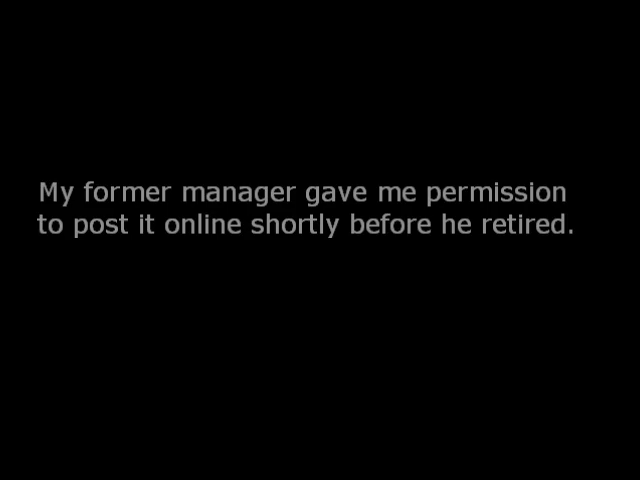 My former manager gave me permission
to post it online shortly before he retired.